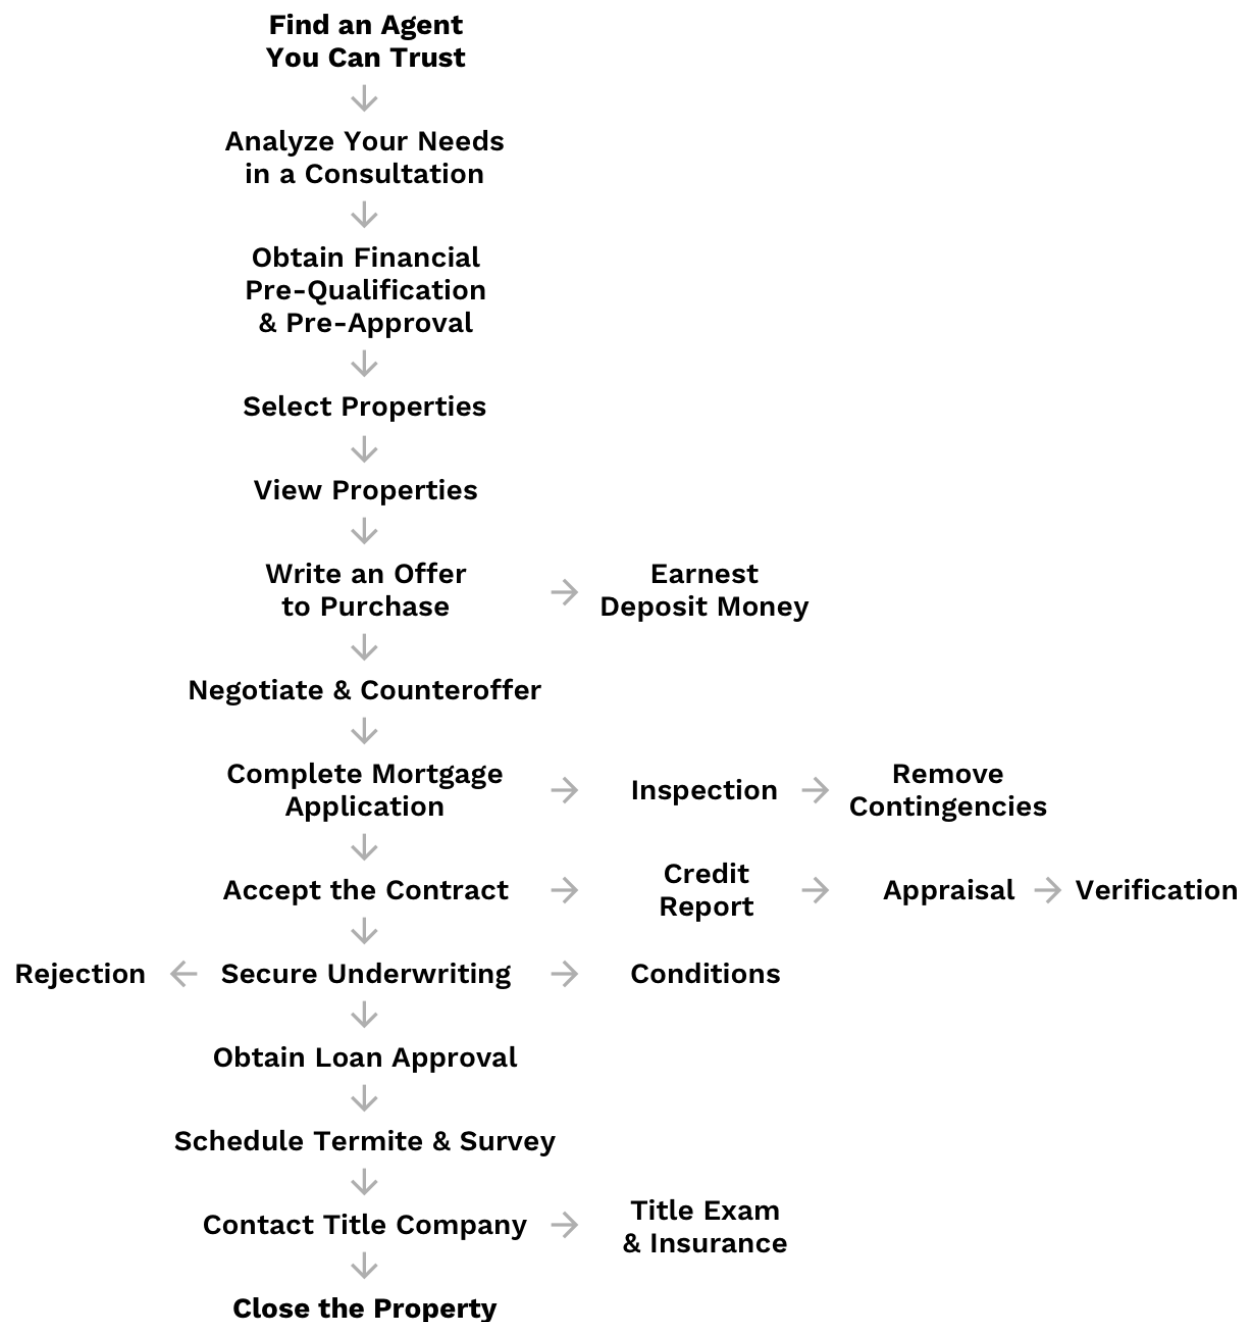 Find an Agent
You Can Trust
Analyze Your Needs
in a Consultation
Obtain Financial
Pre-Qualification
& Pre-Approval
Select Properties
View Properties
Write an Offer
to Purchase
Earnest
Deposit Money
Negotiate & Counteroffer
Complete Mortgage
Application
Inspection
Remove
Contingencies
Accept the Contract
Credit
Report
Appraisal
Verification
Rejection
Secure Underwriting
Conditions
Obtain Loan Approval
Schedule Termite & Survey
Contact Title Company
Title Exam
& Insurance
Close the Property